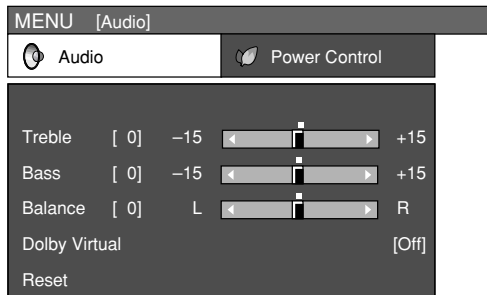 MENU [Audio]
Audio Power Control
Treble [ 0] –15 +15
Bass [ 0] –15 +15
Balance [ 0] L R
Dolby Virtual [Off]
Reset